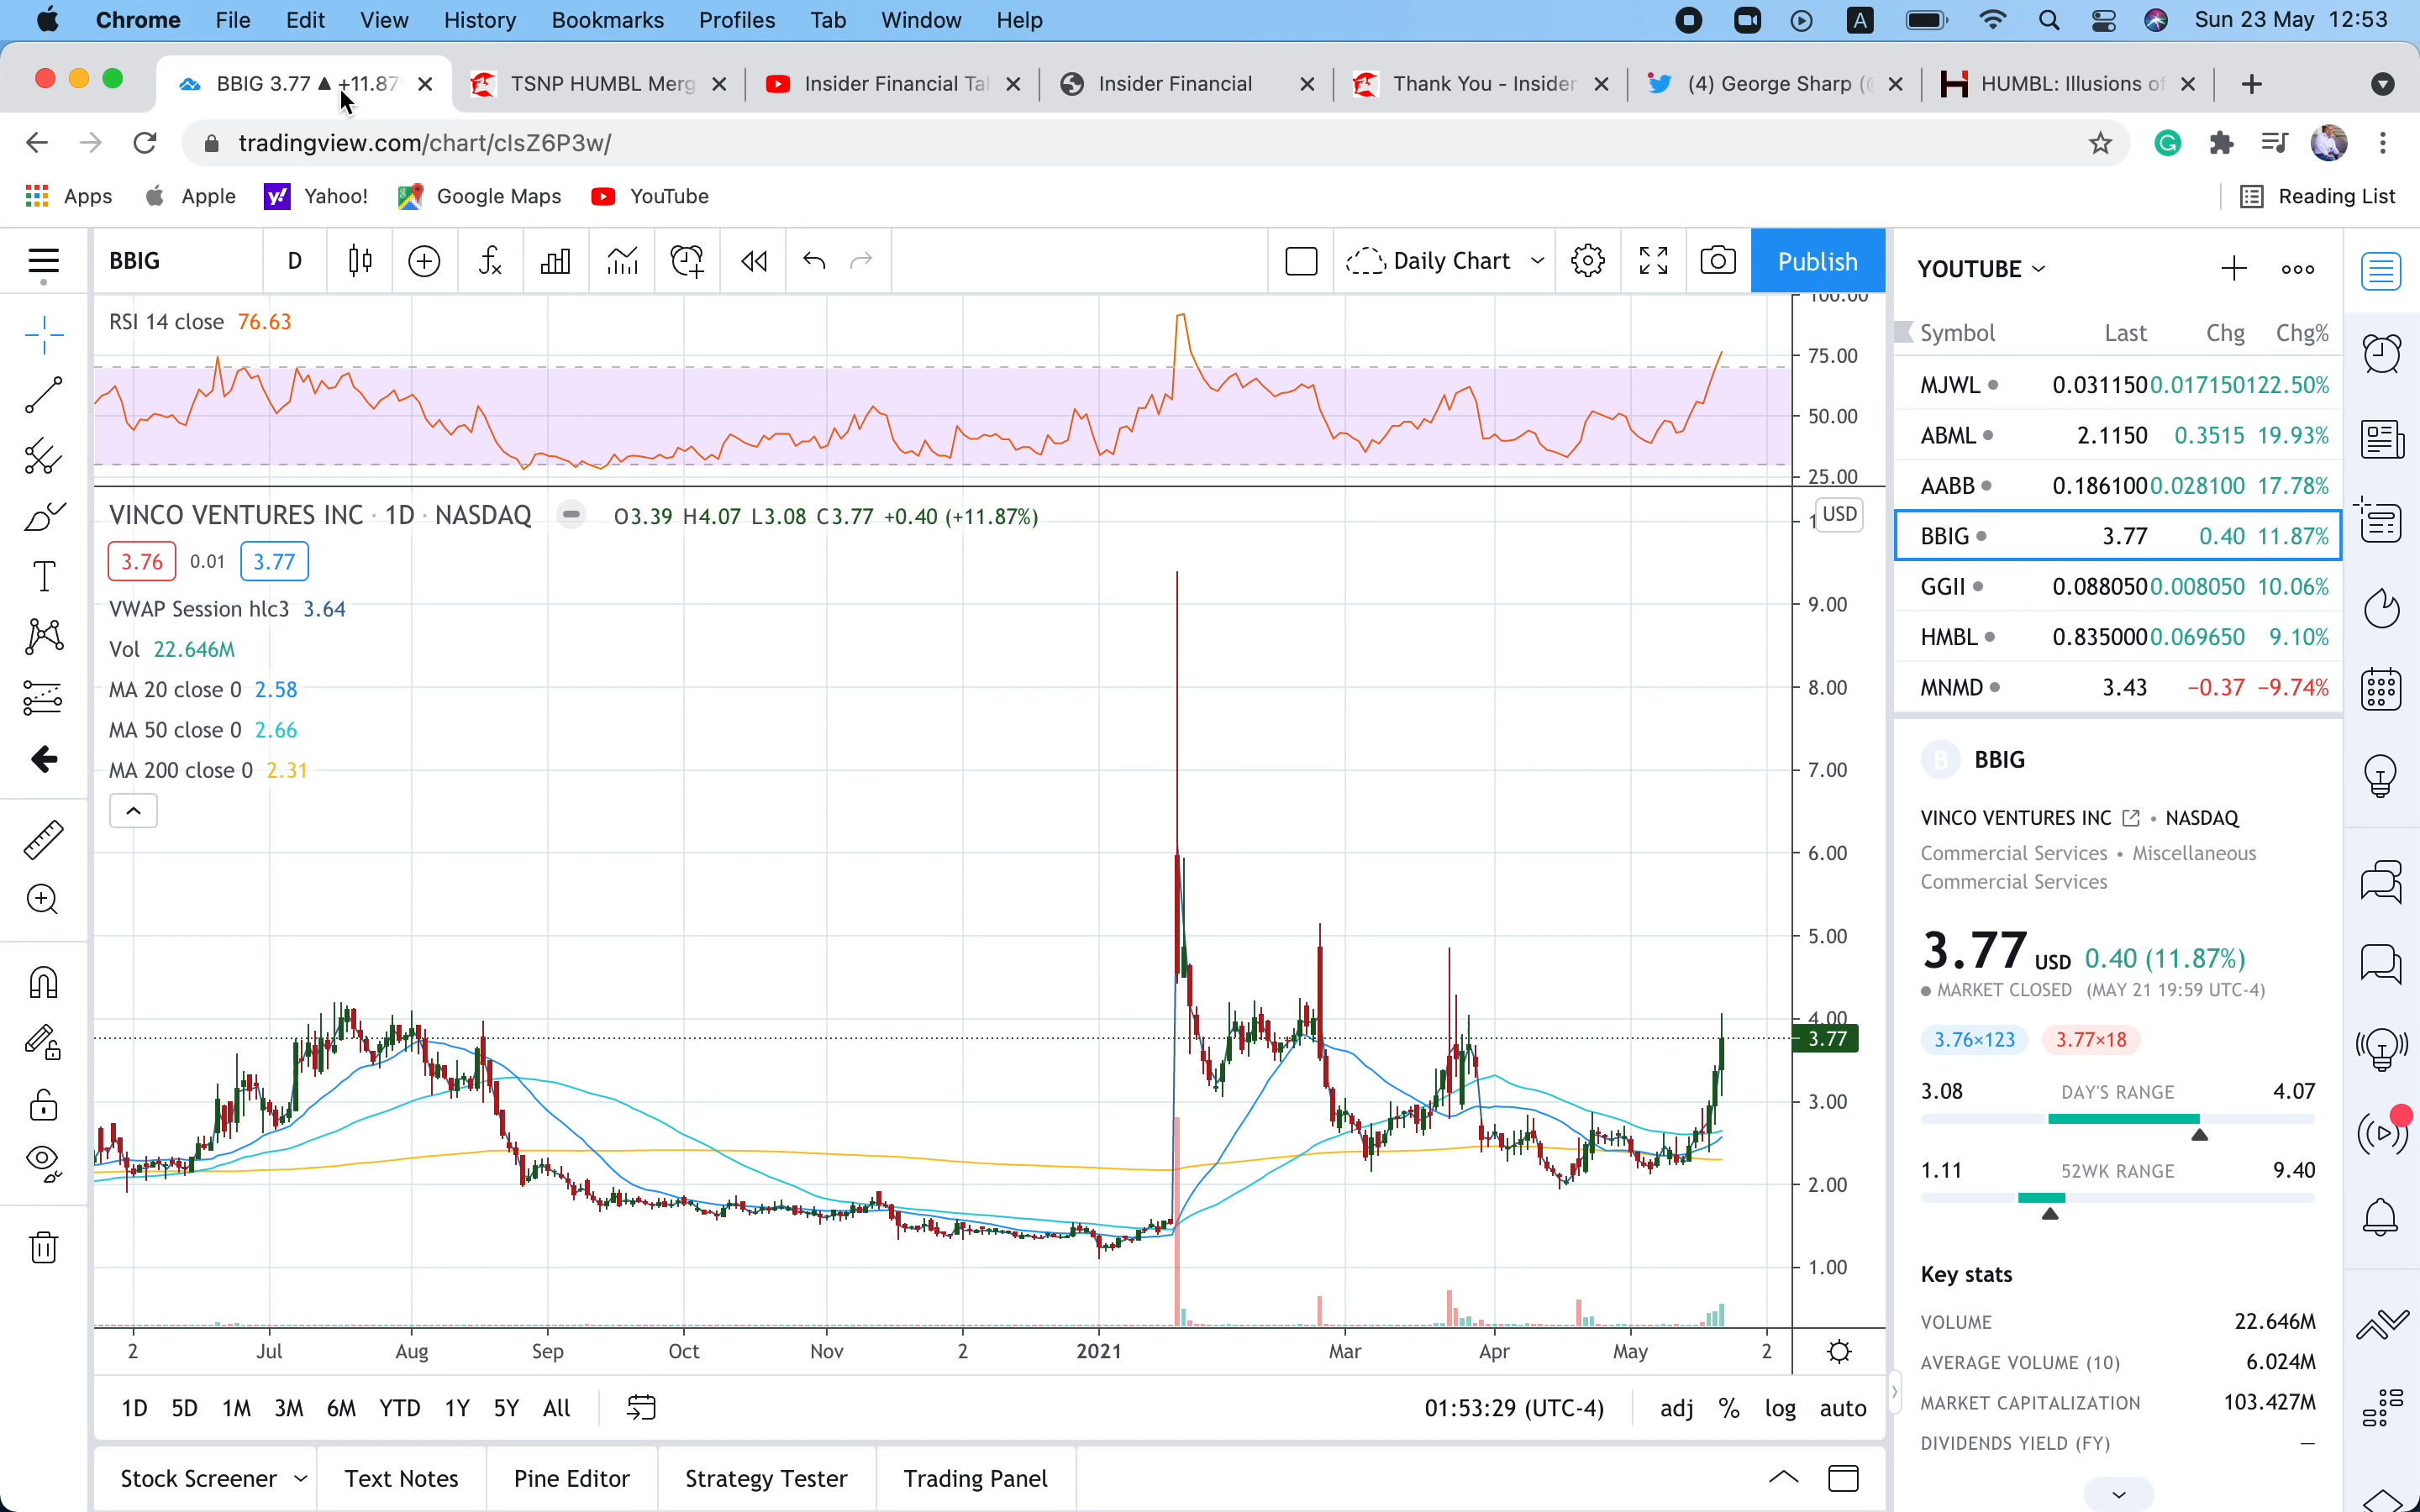 Chrome File Edit View History Bookmarks Profiles Tab Window Help A Sun 23 May 12:53
BBIG 3.77 ▲ +11.87 TSNP HUMBL Merg Insider Financial Tal Insider Financial Thank You - Insider (4) George Sharp (@ HUMBL: Illusions of
tradingview.com/chart/clsZ6P3w/
Apps Apple Yahoo! Google Maps YouTube Reading List
BBIG D Daily Chart Publish
RSI 14 close 76.63
100.00
75.00
50.00
25.00
VINCO VENTURES INC · 1D · NASDAQ O3.39 H4.07 L3.08 C3.77 +0.40 (+11.87%)
USD
3.76 0.01 3.77
VWAP Session hlc3 3.64
Vol 22.646M
MA 20 close 0 2.58
MA 50 close 0 2.66
MA 200 close 0 2.31
9.00
8.00
7.00
6.00
5.00
4.00
3.77
3.00
2.00
1.00
2 Jul Aug Sep Oct Nov 2 2021 Mar Apr May 2
1D 5D 1M 3M 6M YTD 1Y 5Y All 01:53:29 (UTC-4) adj % log auto
Stock Screener Text Notes Pine Editor Strategy Tester Trading Panel
YOUTUBE
Symbol Last Chg Chg%
MJWL 0.031150 0.017150 122.50%
ABML 2.1150 0.3515 19.93%
AABB 0.186100 0.028100 17.78%
BBIG 3.77 0.40 11.87%
GGII 0.088050 0.008050 10.06%
HMBL 0.835000 0.069650 9.10%
MNMD 3.43 −0.37 −9.74%
B BBIG
VINCO VENTURES INC • NASDAQ
Commercial Services • Miscellaneous
Commercial Services
3.77 USD 0.40 (11.87%)
MARKET CLOSED (MAY 21 19:59 UTC-4)
3.76×123 3.77×18
3.08 DAY'S RANGE 4.07
1.11 52WK RANGE 9.40
Key stats
VOLUME 22.646M
AVERAGE VOLUME (10) 6.024M
MARKET CAPITALIZATION 103.427M
DIVIDENDS YIELD (FY) —